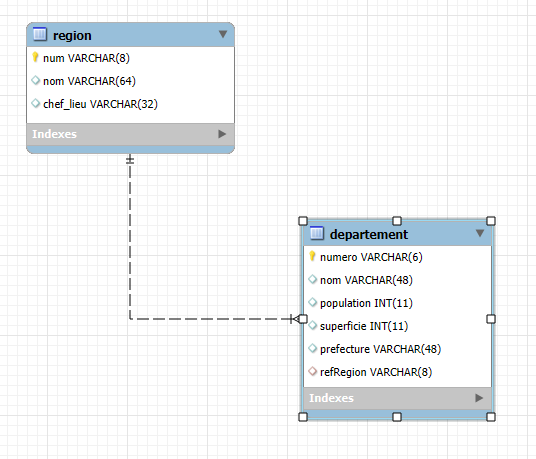 region
num VARCHAR(8)
nom VARCHAR(64)
chef_lieu VARCHAR(32)
Indexes
departement
numero VARCHAR(6)
nom VARCHAR(48)
population INT(11)
superficie INT(11)
prefecture VARCHAR(48)
refRegion VARCHAR(8)
Indexes